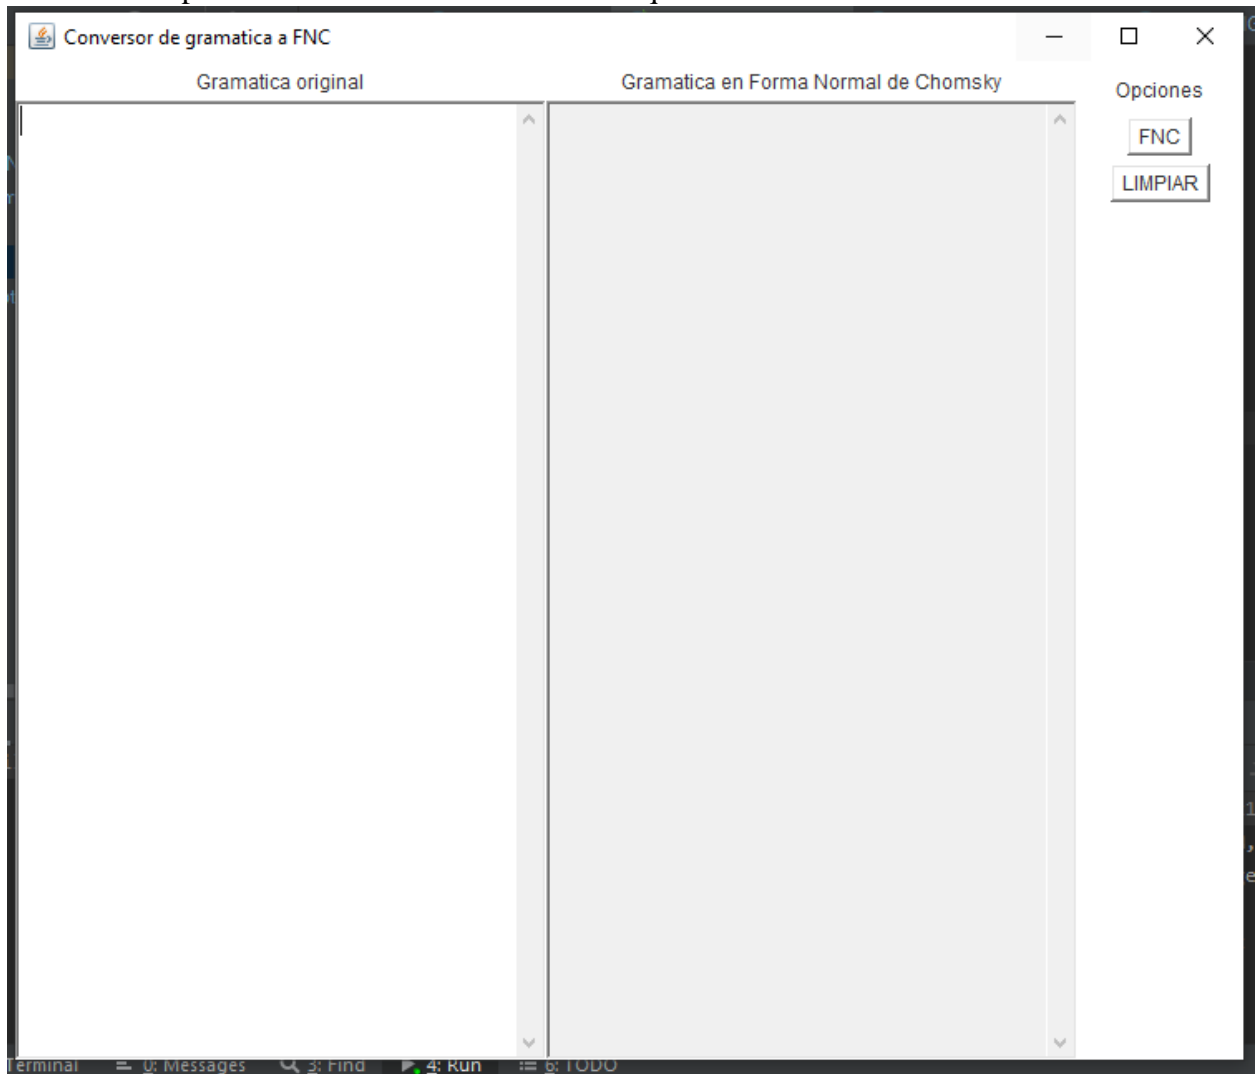 Conversor de gramatica a FNC
Gramatica original
Gramatica en Forma Normal de Chomsky
Opciones
FNC
LIMPIAR
Terminal 0: Messages 3: Find 4: Run 6: TODO